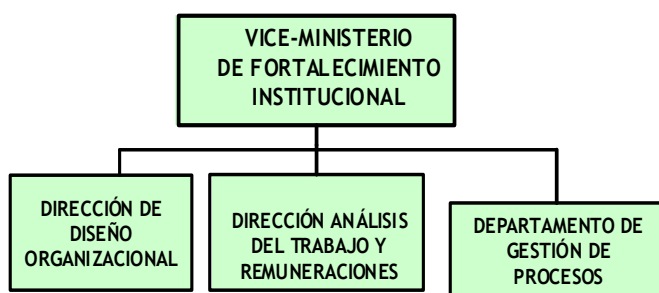 VICE-MINISTERIO
DE FORTALECIMIENTO
INSTITUCIONAL
DIRECCIÓN DE
DISEÑO
ORGANIZACIONAL
DIRECCIÓN ANÁLISIS
DEL TRABAJO Y
REMUNERACIONES
DEPARTAMENTO DE
GESTIÓN DE
PROCESOS